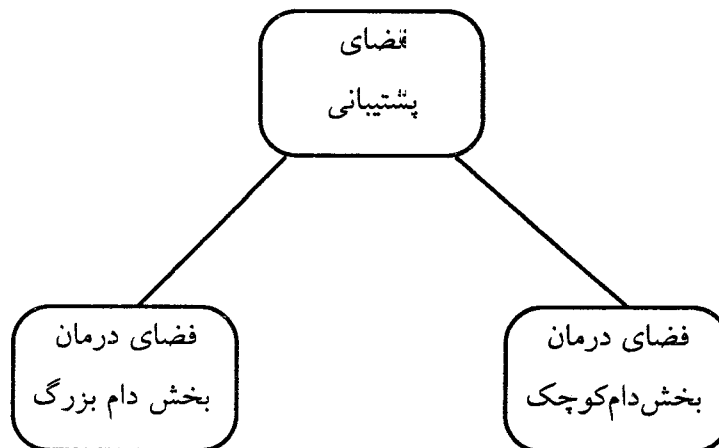 فضای
پشتیبانی
فضای درمان
بخش دام کوچک
فضای درمان
بخش دام بزرگ